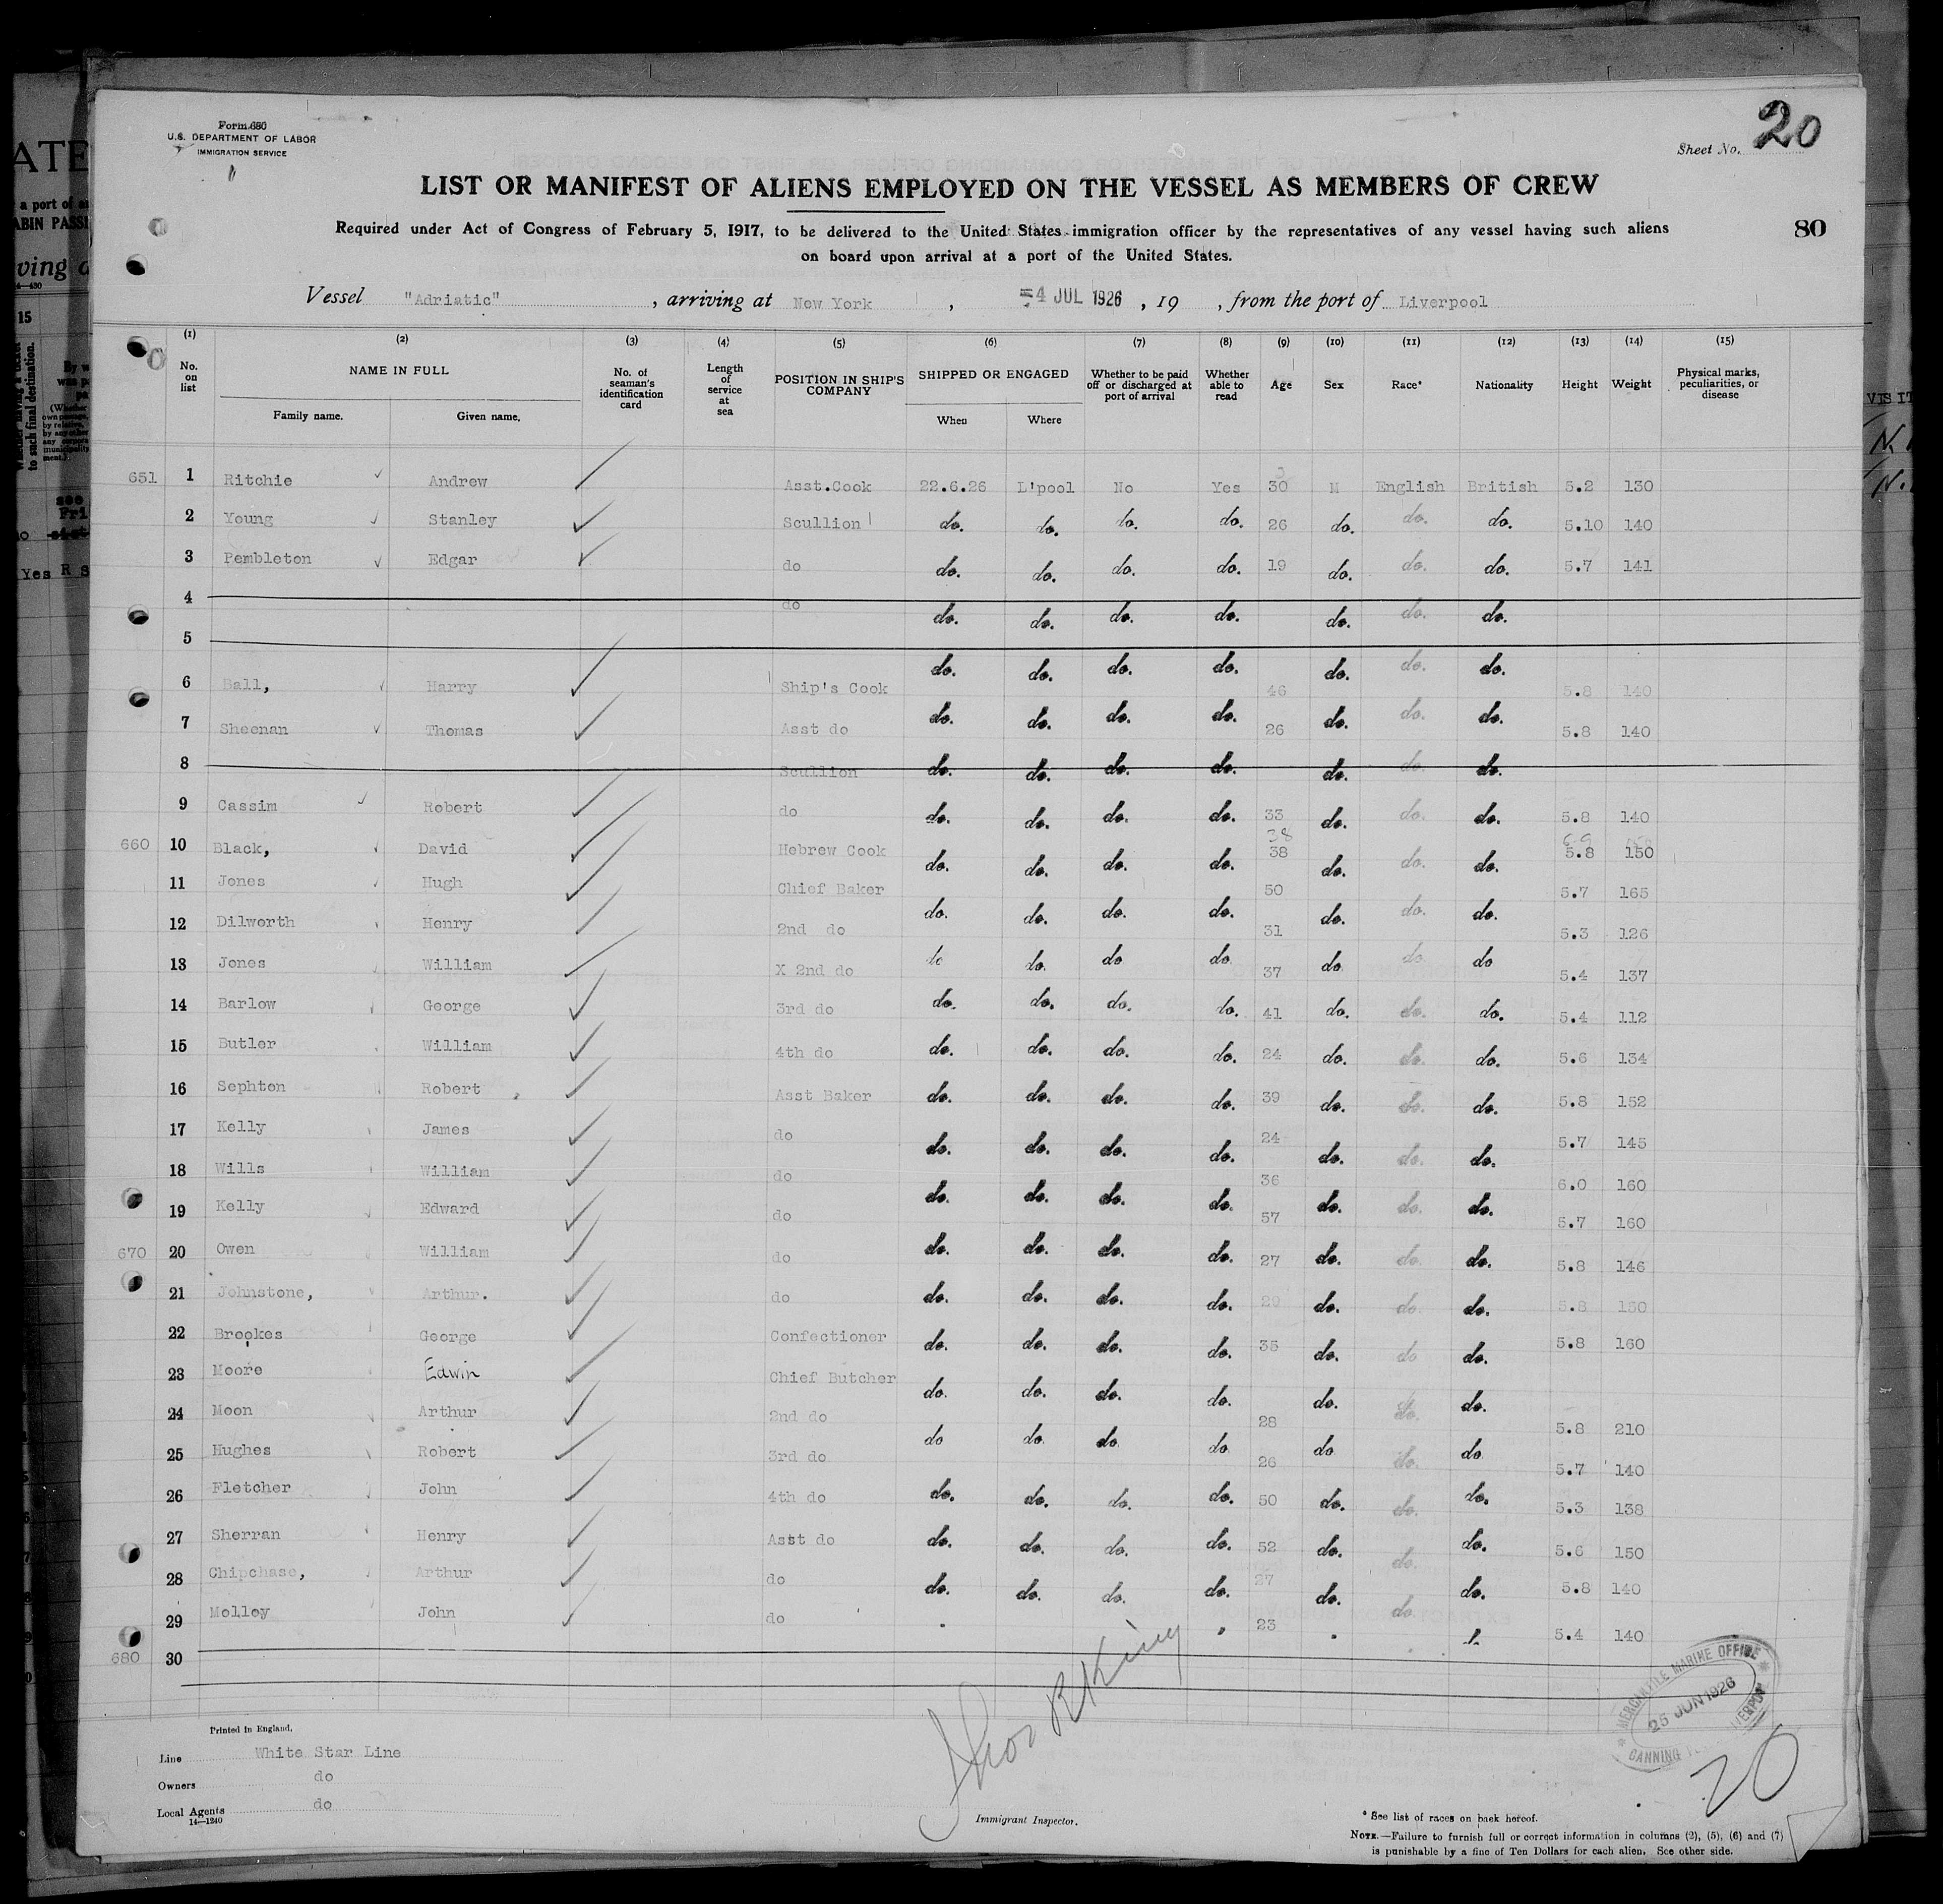 Form 680
U.S. DEPARTMENT OF LABOR
IMMIGRATION SERVICE
Sheet No. 20
LIST OR MANIFEST OF ALIENS EMPLOYED ON THE VESSEL AS MEMBERS OF CREW
80
Required under Act of Congress of February 5, 1917, to be delivered to the United States immigration officer by the representatives of any vessel having such aliens
on board upon arrival at a port of the United States.
Vessel "Adriatic", arriving at New York, 4 JUL 1926, 19 , from the port of Liverpool
(1) (2) (3) (4) (5) (6) (7) (8) (9) (10) (11) (12) (13) (14) (15)
No. on list NAME IN FULL Family name. Given name. No. of seaman's identification card Length of service at sea POSITION IN SHIP'S COMPANY SHIPPED OR ENGAGED When Where Whether to be paid off or discharged at port of arrival Whether able to read Age Sex Race* Nationality Height Weight Physical marks, peculiarities, or disease
651 1 Ritchie Andrew Asst.Cook 22.6.26 L'pool No Yes 30 M English British 5.2 130
2 Young Stanley Scullion do. do. do. do. 26 do. do. do. 5.10 140
3 Pembleton Edgar do do. do. do. do. 19 do. do. do. 5.7 141
4 do do. do. do. do. do. do. do.
5 do. do. do. do. do. do. do.
6 Ball, Harry Ship's Cook 46 5.8 140
7 Sheenan Thomas Asst do do. do. do. do. 26 do. do. do. 5.8 140
8 Scullion do. do. do. do. do. do. do.
9 Cassim Robert do do. do. do. do. 33 do. do. do. 5.8 140
38
660 10 Black, David Hebrew Cook do. do. do. do. 38 do. do. do. 5.8 150
11 Jones Hugh Chief Baker do. do. do. do. 50 do. do. do. 5.7 165
12 Dilworth Henry 2nd do do. do. do. do. 31 do. do. do. 5.3 126
13 Jones William X 2nd do do do. do do 37 do do. do 5.4 137
14 Barlow George 3rd do do. do. do. do. 41 do. do. do. 5.4 112
15 Butler William 4th do do. do. do. do. 24 do. do. do. 5.6 134
16 Sephton Robert Asst Baker do. do. do. do. 39 do. do. do. 5.8 152
17 Kelly James do do. do. do. do. 24 do. do. do. 5.7 145
18 Wills William do do. do. do. do. 36 do. do. do. 6.0 160
19 Kelly Edward do do. do. do. do. 57 do. do. do. 5.7 160
670 20 Owen William do do. do. do. do. 27 do. do. do. 5.8 146
21 Johnstone, Arthur. do do. do. do. do. do. do. do. 5.8
22 Brookes George Confectioner do. do. do. do. 35 do. do do. 5.8 160
23 Moore Edwin Chief Butcher do. do. do. do. do. do. do.
24 Moon Arthur 2nd do do do. do. do 28 do do. do 5.8 210
25 Hughes Robert 3rd do 26 5.7 140
26 Fletcher John 4th do do. do. do. do. 50 do. do. do. 5.3 138
27 Sherran Henry Asst do do. do. do. do. 52 do. do. do. 5.6 150
28 Chipchase, Arthur do do. do. do. do. 27 do. do. do. 5.8 140
29 Molloy John do 23 5.4 140
680 30
MERCANTILE MARINE OFFICE
25 JUN 1926
CANNING
20
Printed in England.
Line White Star Line
Owners do
Local Agents do
14—1240
Immigrant Inspector.
* See list of races on back hereof.
NOTE.—Failure to furnish full or correct information in columns (2), (5), (6) and (7)
is punishable by a fine of Ten Dollars for each alien. See other side.